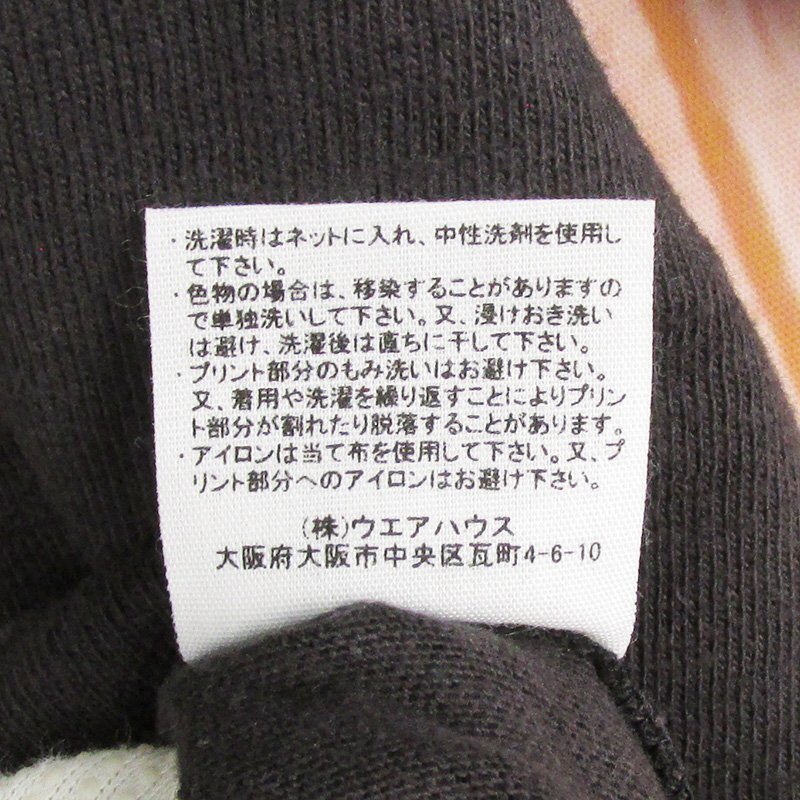 ・洗濯時はネットに入れ、中性洗剤を使用し
て下さい。
・色物の場合は、移染することがありますの
で単独洗いして下さい。又、浸けおき洗い
は避け、洗濯後は直ちに干して下さい。
・プリント部分のもみ洗いはお避け下さい。
又、着用や洗濯を繰り返すことによりプリン
ト部分が割れたり脱落することがあります。
・アイロンは当て布を使用して下さい。又、プ
リント部分へのアイロンはお避け下さい。
(株)ウエアハウス
大阪府大阪市中央区瓦町4-6-10